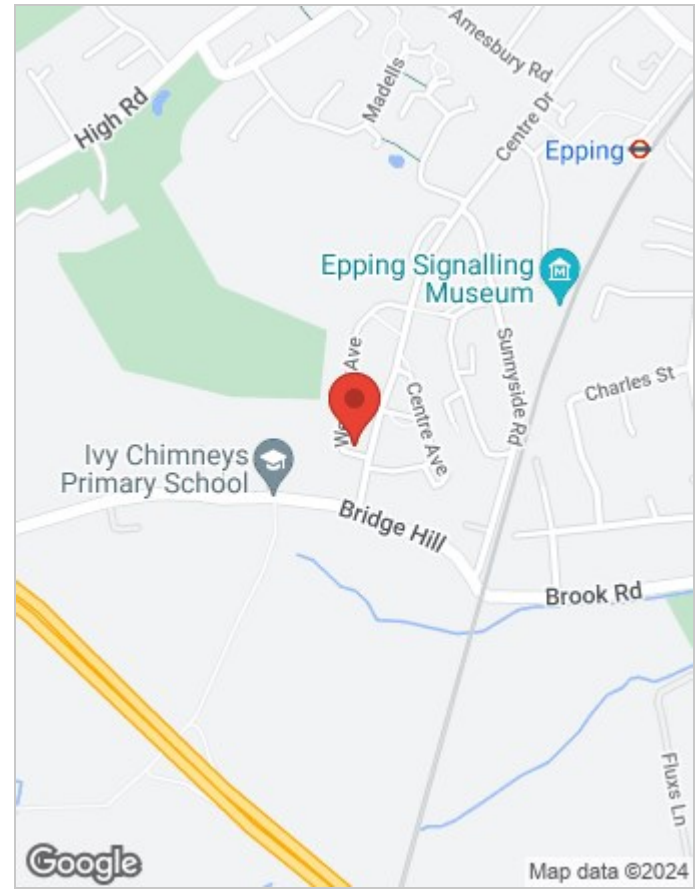 Amesbury Rd
Madells
High Rd
Centre Dr
Epping
Epping Signalling
Museum
Ave
Sunnyside Rd
Centre Ave
Charles St
Ivy Chimneys
Primary School
Bridge Hill
Brook Rd
Fluxs Ln
Google
Map data ©2024